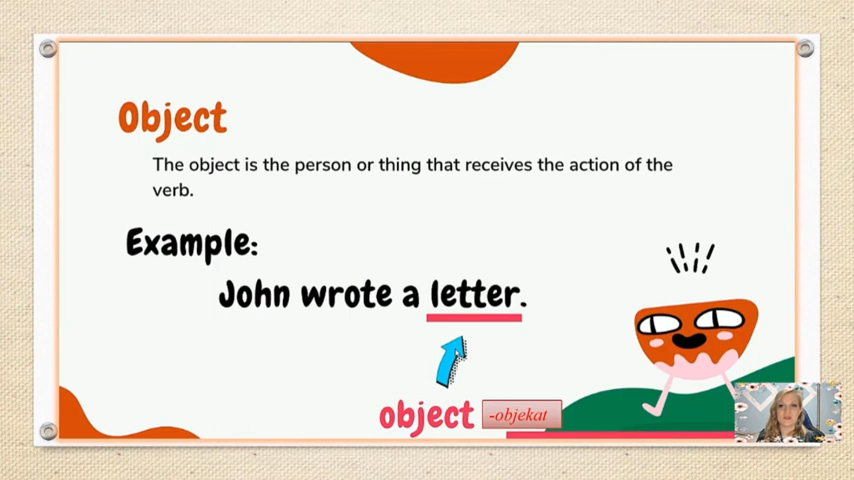 Object
The object is the person or thing that receives the action of the
verb.
Example:
John wrote a letter.
object -objekat